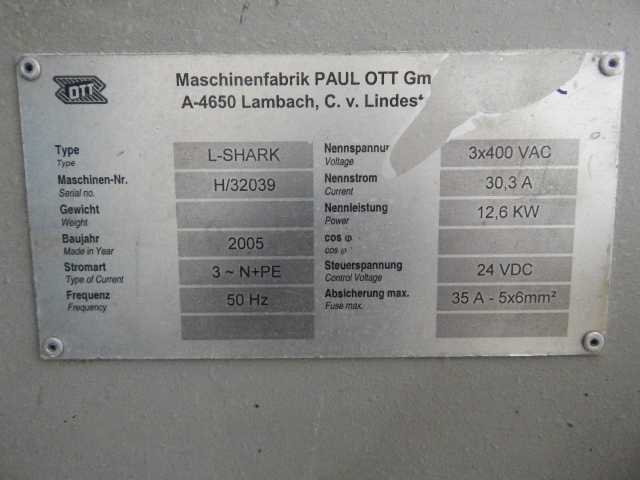 OTT
Maschinenfabrik PAUL OTT Gm
A-4650 Lambach, C. v. Lindes
Type L-SHARK
Type
Maschinen-Nr. H/32039
Serial no.
Gewicht
Weight
Baujahr 2005
Made in Year
Stromart 3 ~ N+PE
Type of Current
Frequenz 50 Hz
Frequency
Nennspannun 3x400 VAC
Voltage
Nennstrom 30,3 A
Current
Nennleistung 12,6 KW
Power
cos φ
cos φ
Steuerspannung 24 VDC
Control Voltage
Absicherung max. 35 A - 5x6mm²
Fuse max.